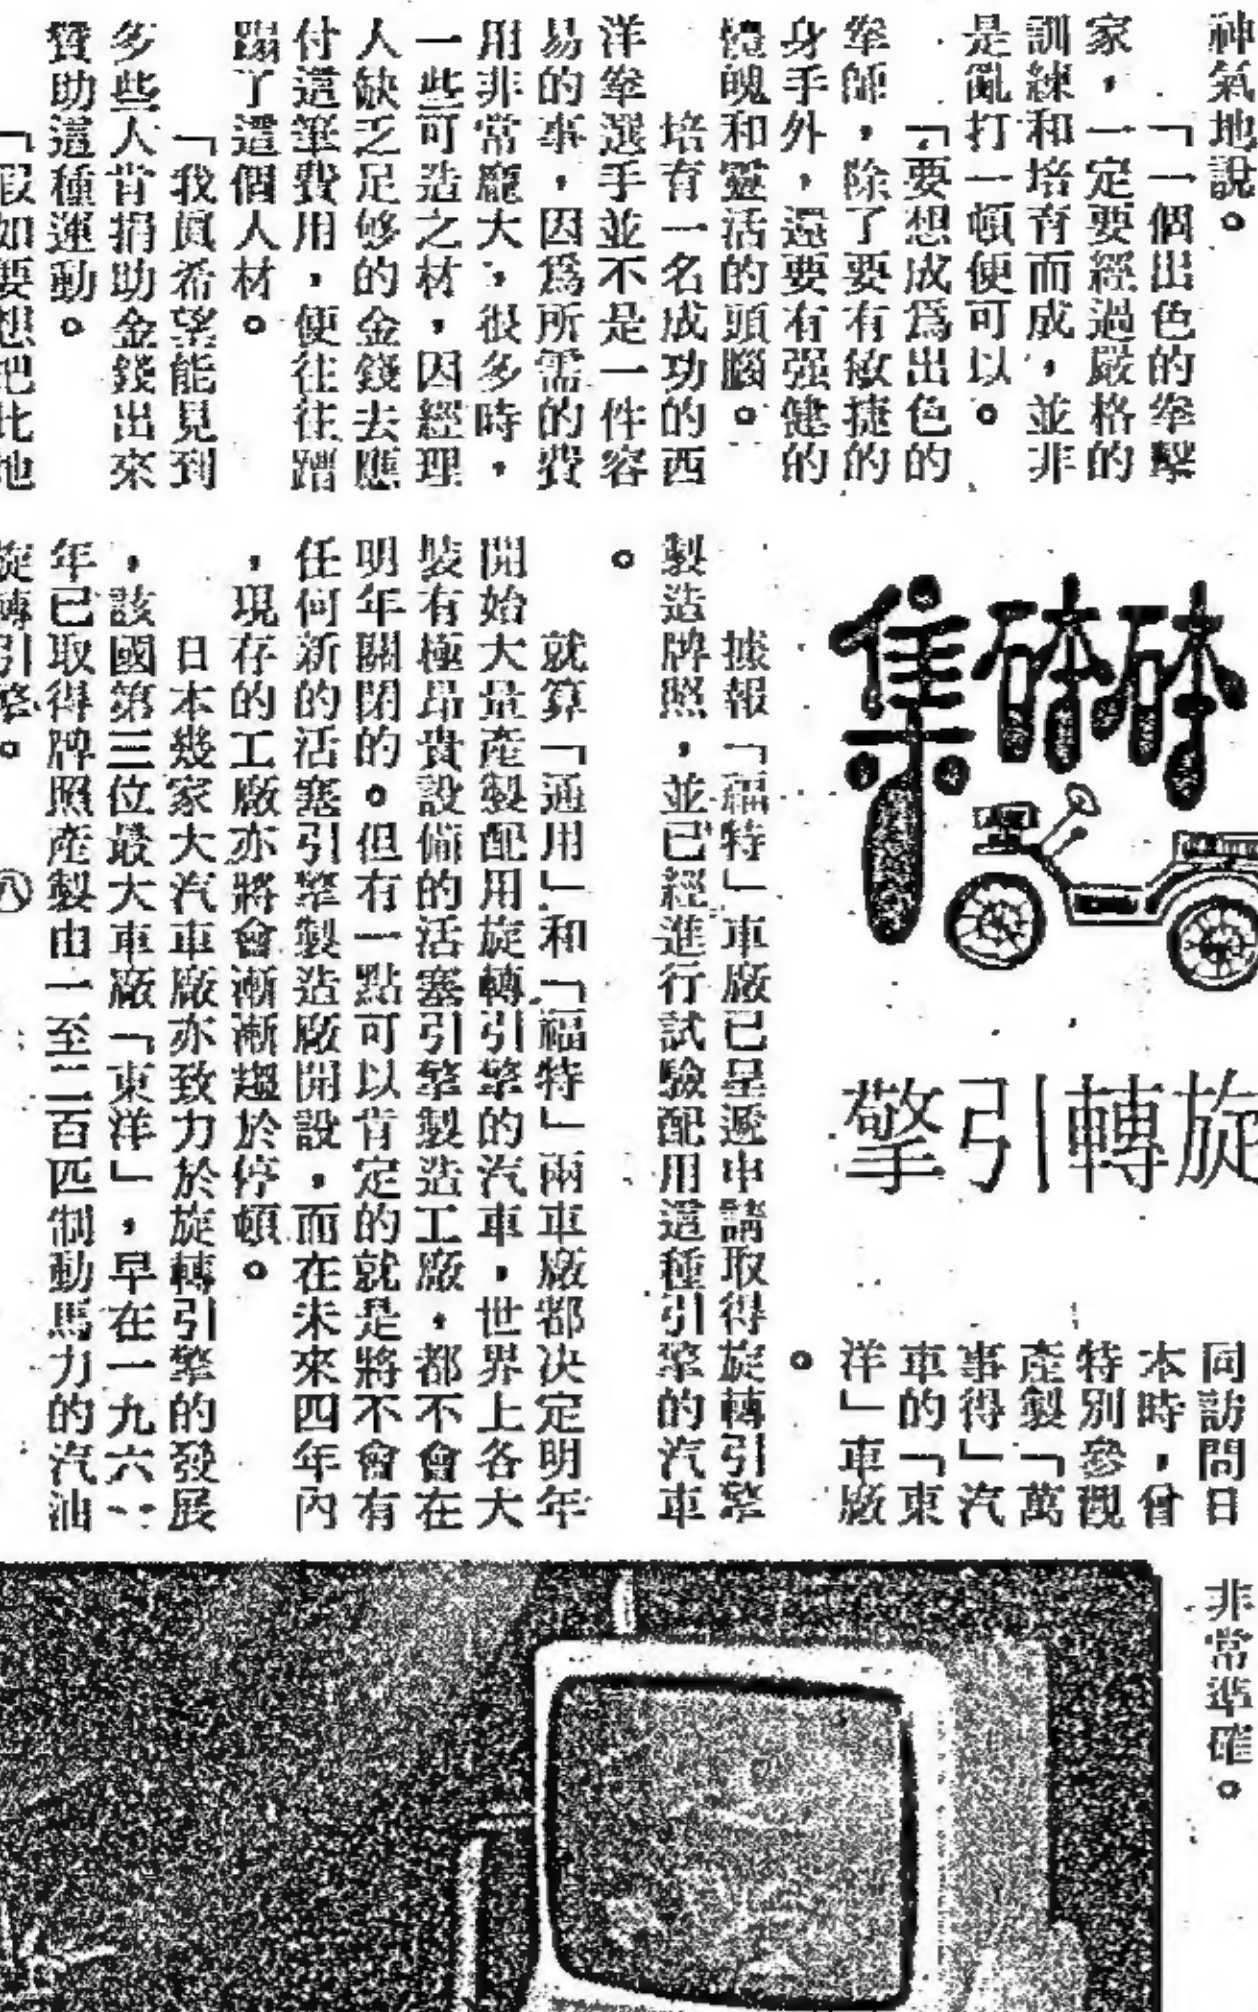 神氣地說。
「一個出色的拳擊
家，一定要經過嚴格的
訓練和培育而成，並非
是亂打一頓便可以。
「要想成爲出色的
拳師，除了要有敏捷的
身手外，還要有强健的
體魄和靈活的頭腦。
培育一名成功的西
洋拳選手並不是一件容
易的事，因爲所需的費
用非常龐大，很多時，
一些可造之材，因經理
人缺乏足够的金錢去應
付這筆費用，便往往蹧
蹋了這個人材。
「我眞希望能見到
多些人肯捐助金錢出來
贊助這種運動。
「假如要想把此地
集砵砵
擎引轉旋
同訪問日
本時，曾
特別參觀
產製「萬
事得」汽
車的「東
洋」車廠
。
據報「福特」車廠已呈遞申請取得旋轉引擎
製造牌照，並已經進行試驗配用這種引擎的汽車
。
就算「通用」和「福特」兩車廠都决定明年
開始大量產製配用旋轉引擎的汽車，世界上各大
裝有極昂貴設備的活塞引擎製造工廠，都不會在
明年關閉的。但有一點可以肯定的就是將不會有
任何新的活塞引擎製造廠開設，而在未來四年內
，現存的工廠亦將會漸漸趨於停頓。
日本幾家大汽車廠亦致力於旋轉引擎的發展
，該國第三位最大車廠「東洋」，早在一九六一
年已取得牌照產製由一至二百匹制動馬力的汽油
旋轉引擎。 ㊇
非常準確。